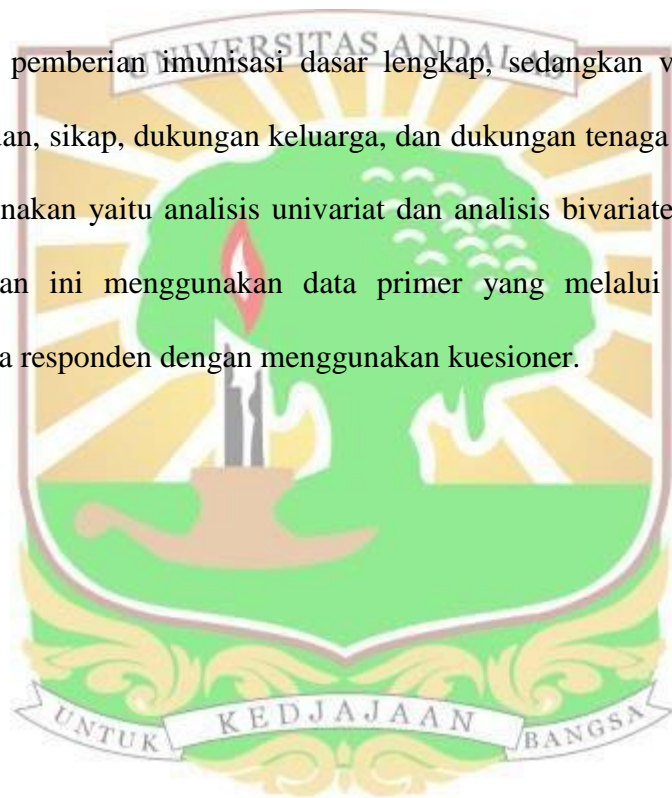 UNIVERSITAS ANDALAS
pemberian imunisasi dasar lengkap, sedangkan v
an, sikap, dukungan keluarga, dan dukungan tenaga
nakan yaitu analisis univariat dan analisis bivariate
an ini menggunakan data primer yang melalui
a responden dengan menggunakan kuesioner.
UNTUK KEDJAJAAN BANGSA